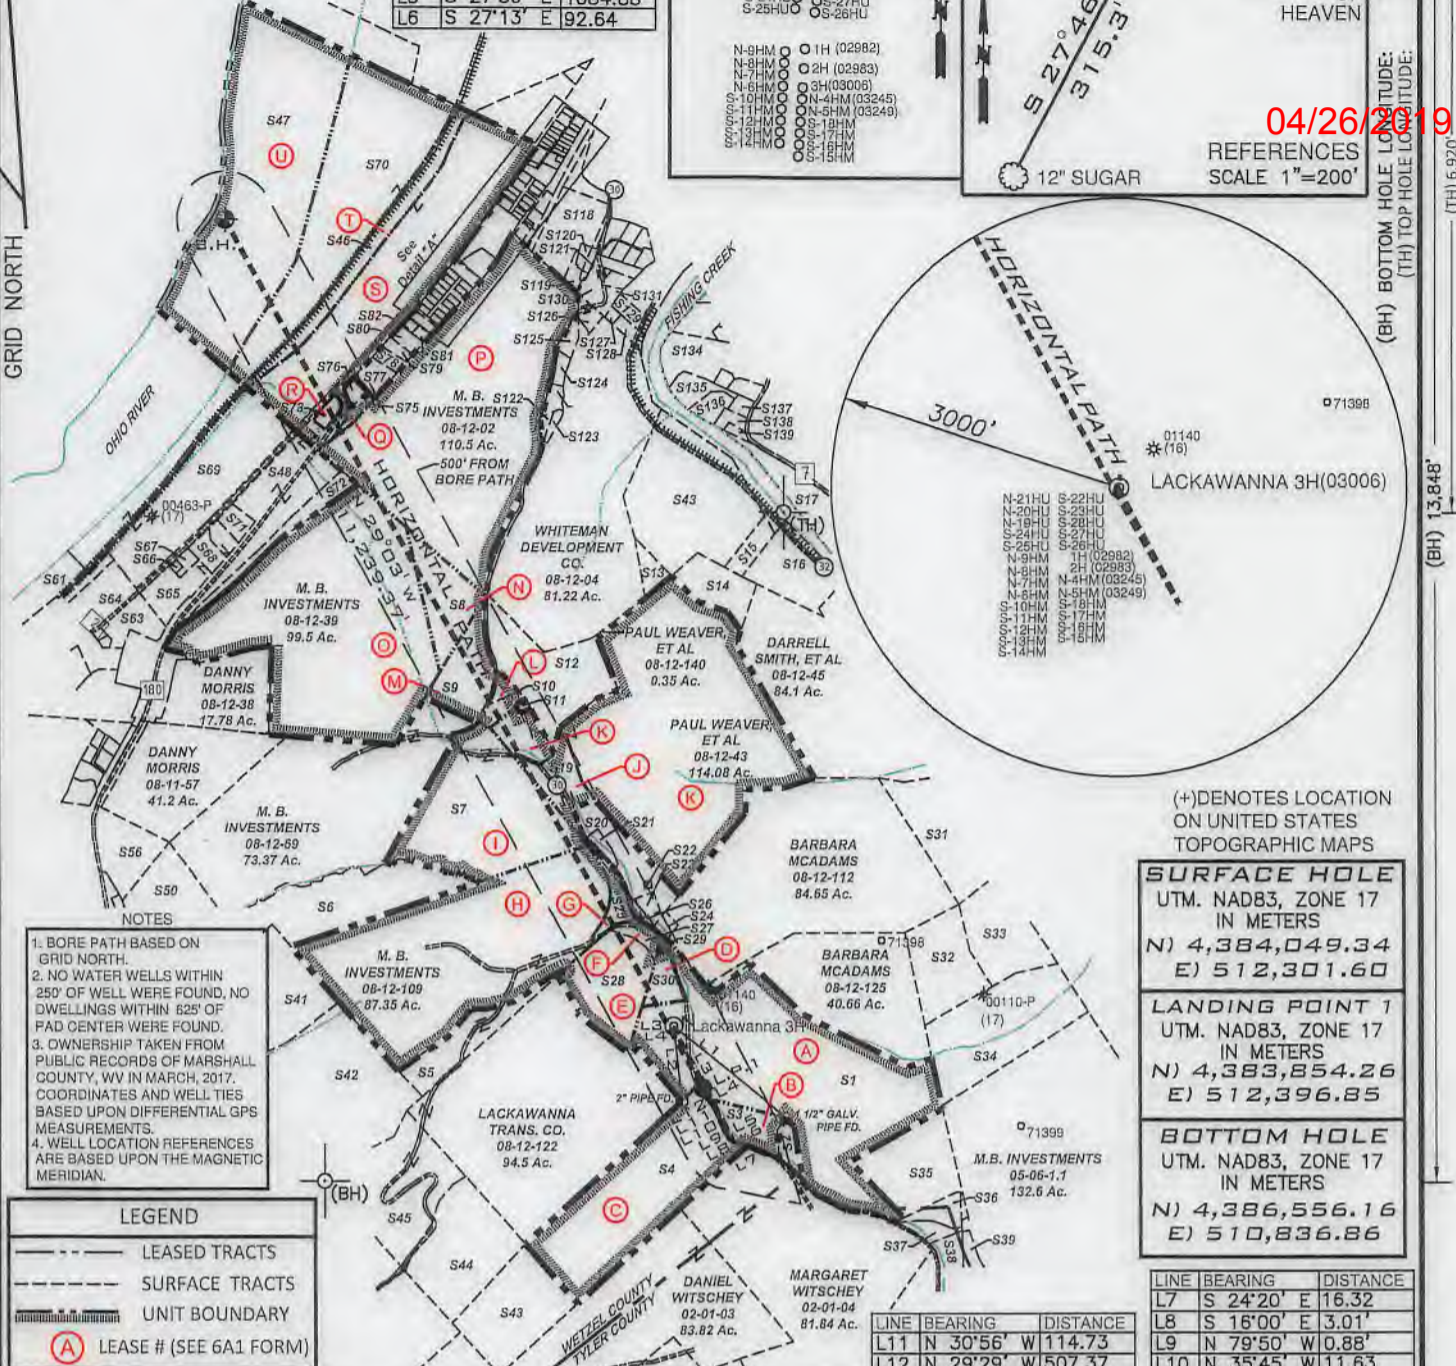 L6 S 27°13' E 92.64
S-25HU S-26HU
N-9HM 1H (02982)
N-8HM
N-7HM 2H (02983)
N-6HM 3H(03006)
S-10HM N-4HM(03245)
S-11HM N-5HM(03249)
S-12HM S-18HM
S-13HM S-17HM
S-14HM S-16HM
S-15HM
N
N
S 27°46'
315.3'
HEAVEN
04/26/2019
REFERENCES
SCALE 1"=200'
12" SUGAR
(BH) BOTTOM HOLE LONGITUDE:
(TH) TOP HOLE LONGITUDE:
(TH) 6,920'
(BH) 13,848'
GRID NORTH
S47
U
S70
T
S46
S
See Detail "A"
B.H.
30
S118
S120
S121
S119
S130
S126
S125
S131
S129
S127
S128
S124
S122
S123
FISHING CREEK
S134
S135
S136
S137
S138
S139
7
S17
(TH)
S16
32
S15
S14
S13
S43
S82
S80
S81
S79
S76
S77
S75
P
R
Q
OHIO RIVER
S69
S48
S72
S71
S68
00463-P
(17)
S67
S66
S65
S64
S63
S61
2
180
M. B.
INVESTMENTS
08-12-02
110.5 Ac.
500' FROM
BORE PATH
HORIZONTAL PATH
N 29°03' W
WHITEMAN
DEVELOPMENT
CO.
08-12-04
81.22 Ac.
M. B.
INVESTMENTS
08-12-39
99.5 Ac.
S8
N
O
M
L
S9
S12
S10
S11
K
J
S19
30
PAUL WEAVER,
ET AL
08-12-140
0.35 Ac.
DARRELL
SMITH, ET AL
08-12-45
84.1 Ac.
PAUL WEAVER,
ET AL
08-12-43
114.08 Ac.
K
DANNY
MORRIS
08-12-38
17.78 Ac.
DANNY
MORRIS
08-11-57
41.2 Ac.
M. B.
INVESTMENTS
08-12-69
73.37 Ac.
S56
S50
S6
S7
I
H
G
S20
S21
S22
S23
S25
S26
S24
S27
S29
D
F
E
S28
S30
BARBARA
MCADAMS
08-12-112
84.65 Ac.
S31
S32
S33
71398
BARBARA
MCADAMS
08-12-125
40.66 Ac.
00110-P
(17)
S34
01140
(16)
Lackawanna 3H
A
B
S1
S2
S3
1/2" GALV.
PIPE FD.
2" PIPE FD.
L3
L4
L7
S4
C
S35
S36
S37
S38
S39
71399
M.B. INVESTMENTS
05-06-1.1
132.6 Ac.
M. B.
INVESTMENTS
08-12-109
87.35 Ac.
S41
S42
S5
LACKAWANNA
TRANS. CO.
08-12-122
94.5 Ac.
(BH)
S45
S44
S43
WETZEL COUNTY
TYLER COUNTY
DANIEL
WITSCHEY
02-01-03
83.82 Ac.
MARGARET
WITSCHEY
02-01-04
81.84 Ac.
HORIZONTAL PATH
3000'
71398
01140
(16)
LACKAWANNA 3H(03006)
N-21HU S-22HU
N-20HU S-23HU
N-19HU S-28HU
S-24HU S-27HU
S-25HU S-26HU
N-9HM 1H(02982)
N-8HM 2H (02983)
N-7HM N-4HM(03245)
N-6HM N-5HM(03249)
S-10HM S-18HM
S-11HM S-17HM
S-12HM S-16HM
S-13HM S-15HM
S-14HM
(+)DENOTES LOCATION
ON UNITED STATES
TOPOGRAPHIC MAPS
SURFACE HOLE
UTM. NAD83, ZONE 17
IN METERS
N) 4,384,049.34
E) 512,301.60
LANDING POINT 1
UTM. NAD83, ZONE 17
IN METERS
N) 4,383,854.26
E) 512,396.85
BOTTOM HOLE
UTM. NAD83, ZONE 17
IN METERS
N) 4,386,556.16
E) 510,836.86
NOTES
1. BORE PATH BASED ON
GRID NORTH.
2. NO WATER WELLS WITHIN
250' OF WELL WERE FOUND, NO
DWELLINGS WITHIN 625' OF
PAD CENTER WERE FOUND.
3. OWNERSHIP TAKEN FROM
PUBLIC RECORDS OF MARSHALL
COUNTY, WV IN MARCH, 2017.
COORDINATES AND WELL TIES
BASED UPON DIFFERENTIAL GPS
MEASUREMENTS.
4. WELL LOCATION REFERENCES
ARE BASED UPON THE MAGNETIC
MERIDIAN.
LEGEND
LEASED TRACTS
SURFACE TRACTS
UNIT BOUNDARY
A LEASE # (SEE 6A1 FORM)
LINE BEARING DISTANCE
L11 N 30°56' W 114.73
L12 N 29°29' W 507.37
LINE BEARING DISTANCE
L7 S 24°20' E 16.32
L8 S 16°00' E 3.01'
L9 N 79°50' W 0.88'